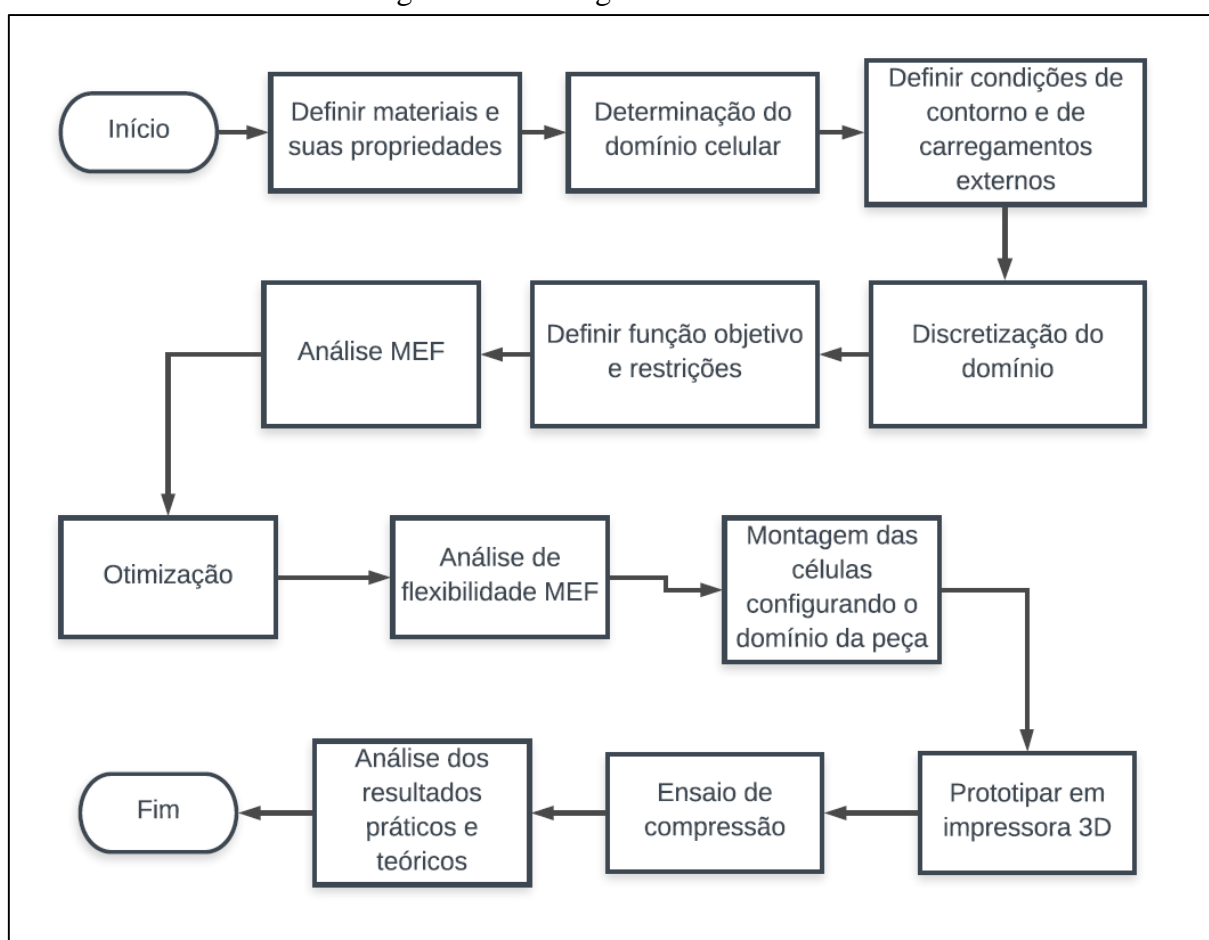 Início
Definir materiais e
suas propriedades
Determinação do
domínio celular
Definir condições de
contorno e de
carregamentos
externos
Discretização do
domínio
Definir função objetivo
e restrições
Análise MEF
Otimização
Análise de
flexibilidade MEF
Montagem das
células
configurando o
domínio da peça
Prototipar em
impressora 3D
Ensaio de
compressão
Análise dos
resultados
práticos e
teóricos
Fim